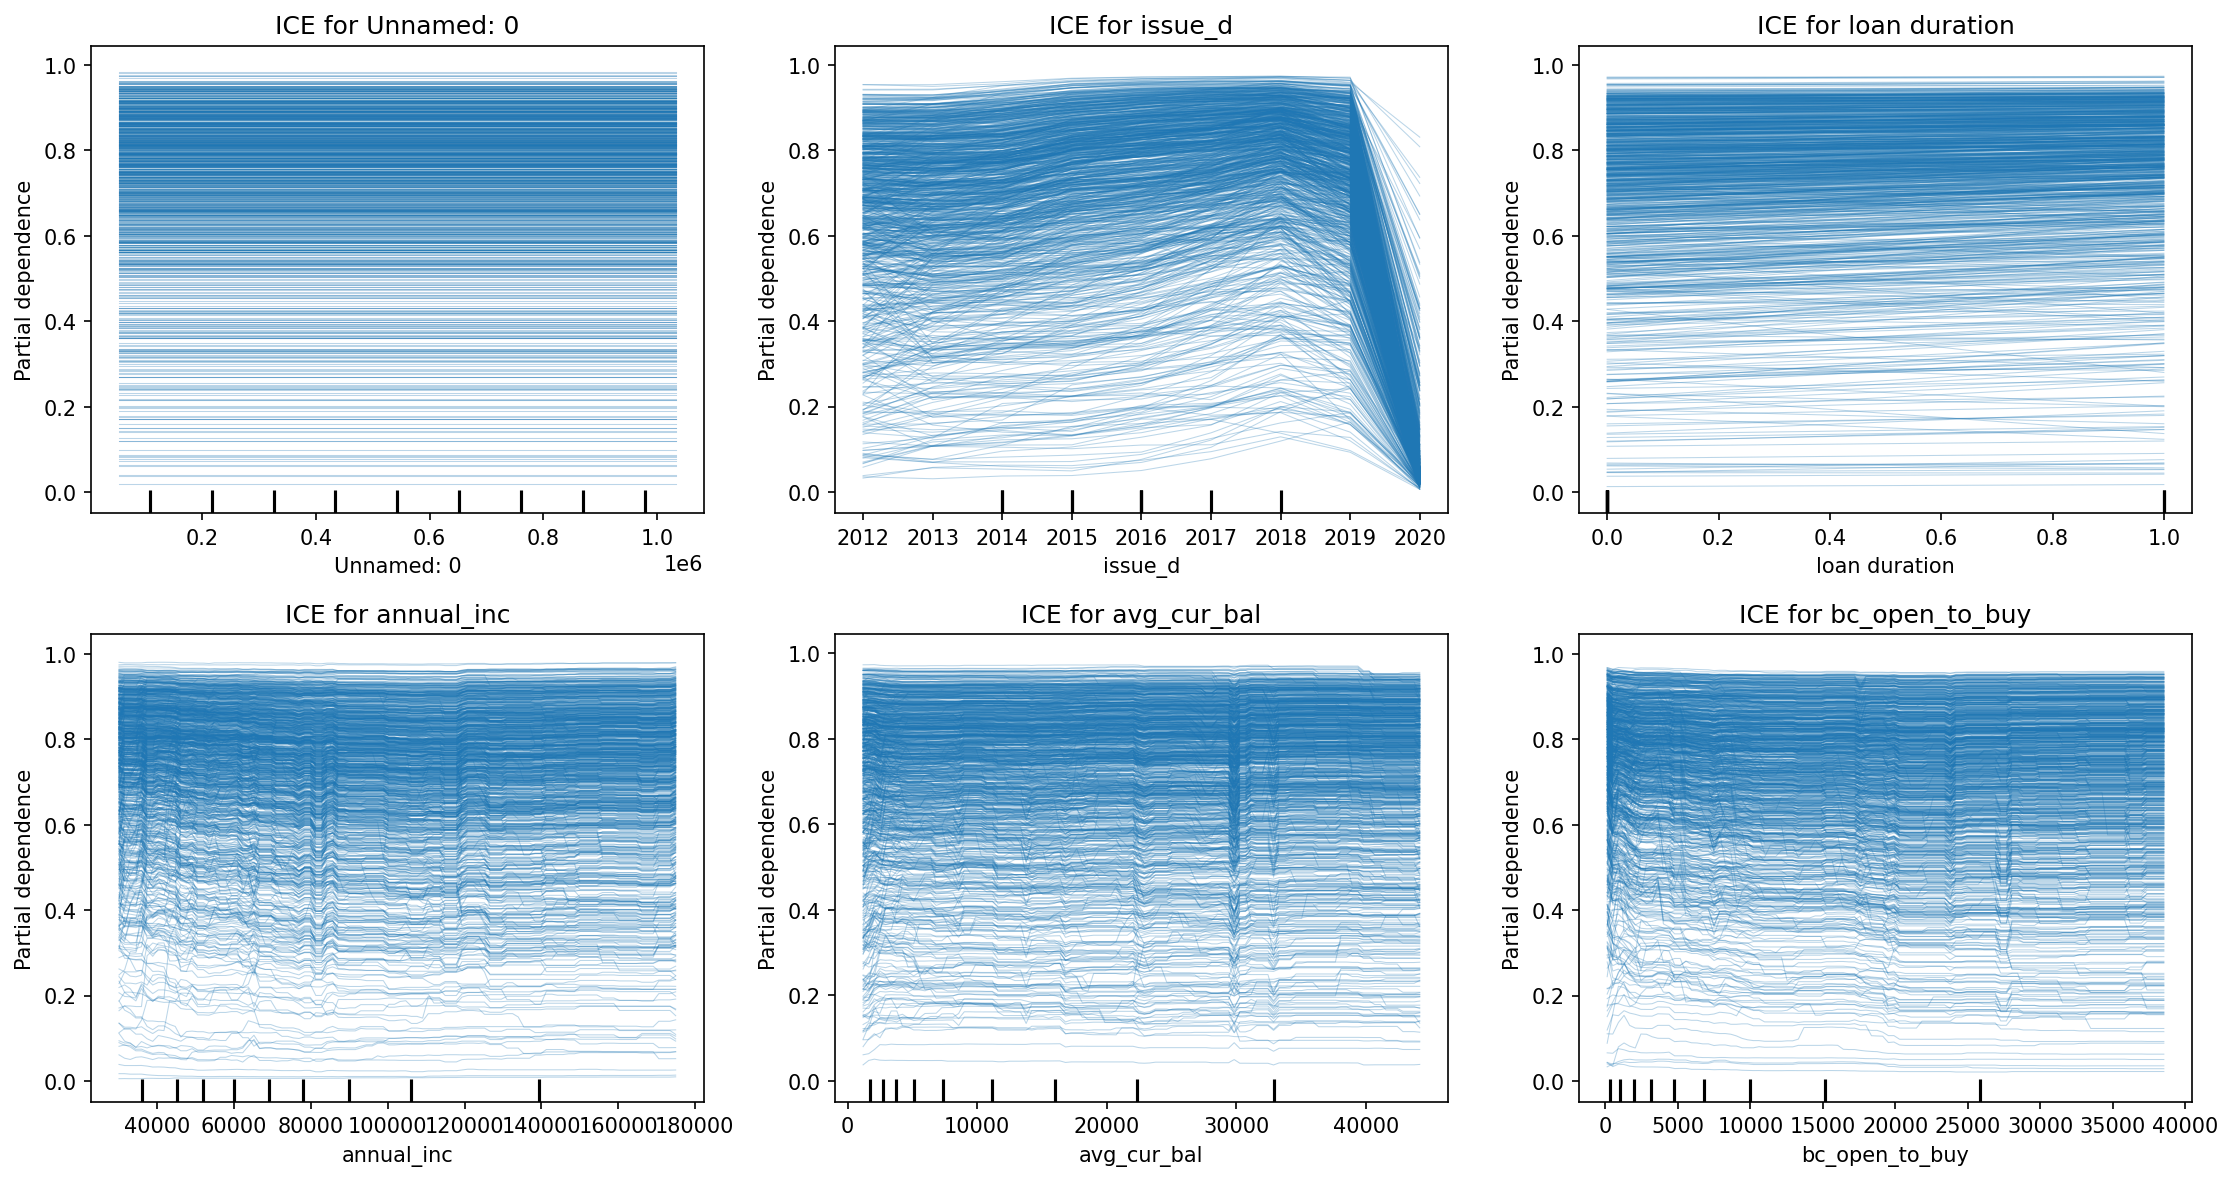 ICE for Unnamed: 0
ICE for issue_d
ICE for loan duration
1.0
0.8
0.6
0.4
0.2
0.0
Partial dependence
0.2 0.4 0.6 0.8 1.0
1e6
Unnamed: 0
1.0
0.8
0.6
0.4
0.2
0.0
Partial dependence
2012 2013 2014 2015 2016 2017 2018 2019 2020
issue_d
1.0
0.8
0.6
0.4
0.2
0.0
Partial dependence
0.0 0.2 0.4 0.6 0.8 1.0
loan duration
ICE for annual_inc
ICE for avg_cur_bal
ICE for bc_open_to_buy
1.0
0.8
0.6
0.4
0.2
0.0
Partial dependence
40000 60000 80000 100000 120000 140000 160000 180000
annual_inc
1.0
0.8
0.6
0.4
0.2
0.0
Partial dependence
0 10000 20000 30000 40000
avg_cur_bal
1.0
0.8
0.6
0.4
0.2
0.0
Partial dependence
0 5000 10000 15000 20000 25000 30000 35000 40000
bc_open_to_buy